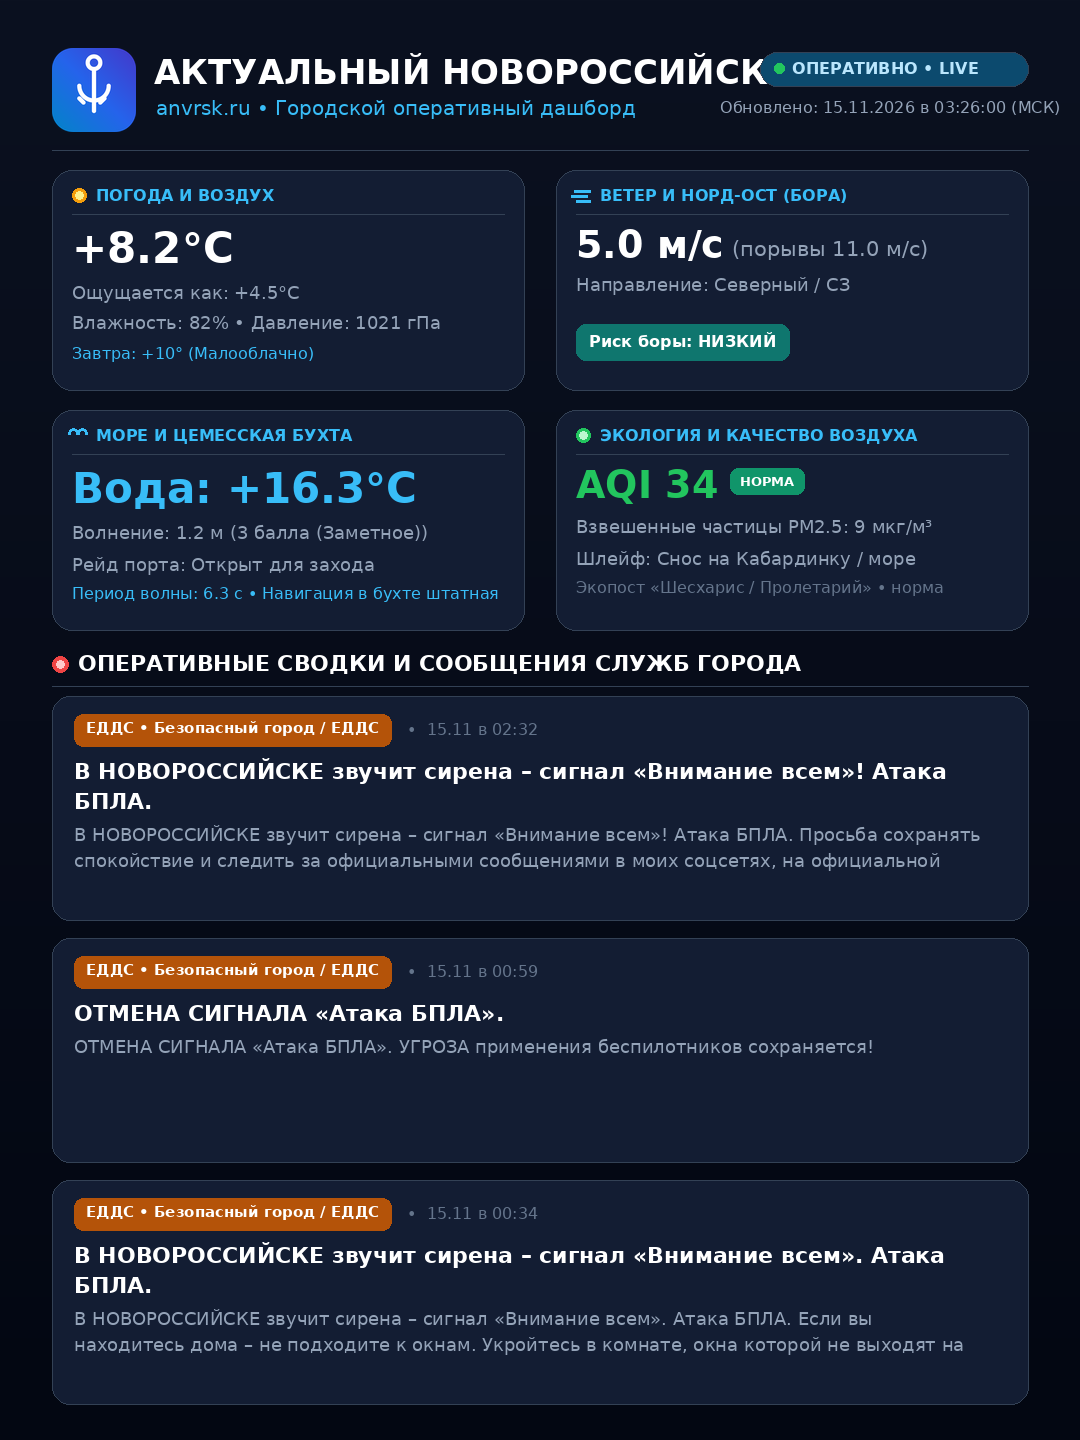 АКТУАЛЬНЫЙ НОВОРОССИЙСК
ОПЕРАТИВНО • LIVE
anvrsk.ru • Городской оперативный дашборд
Обновлено: 15.11.2026 в 03:26:00 (МСК)
ПОГОДА И ВОЗДУХ
+8.2°C
Ощущается как: +4.5°C
Влажность: 82% • Давление: 1021 гПа
Завтра: +10° (Малооблачно)
ВЕТЕР И НОРД-ОСТ (БОРА)
5.0 м/с (порывы 11.0 м/с)
Направление: Северный / СЗ
Риск боры: НИЗКИЙ
МОРЕ И ЦЕМЕССКАЯ БУХТА
Вода: +16.3°C
Волнение: 1.2 м (3 балла (Заметное))
Рейд порта: Открыт для захода
Период волны: 6.3 с • Навигация в бухте штатная
ЭКОЛОГИЯ И КАЧЕСТВО ВОЗДУХА
AQI 34 НОРМА
Взвешенные частицы PM2.5: 9 мкг/м³
Шлейф: Снос на Кабардинку / море
Экопост «Шесхарис / Пролетарий» • норма
ОПЕРАТИВНЫЕ СВОДКИ И СООБЩЕНИЯ СЛУЖБ ГОРОДА
ЕДДС • Безопасный город / ЕДДС • 15.11 в 02:32
В НОВОРОССИЙСКЕ звучит сирена – сигнал «Внимание всем»! Атака
БПЛА.
В НОВОРОССИЙСКЕ звучит сирена – сигнал «Внимание всем»! Атака БПЛА. Просьба сохранять
спокойствие и следить за официальными сообщениями в моих соцсетях, на официальной
ЕДДС • Безопасный город / ЕДДС • 15.11 в 00:59
ОТМЕНА СИГНАЛА «Атака БПЛА».
ОТМЕНА СИГНАЛА «Атака БПЛА». УГРОЗА применения беспилотников сохраняется!
ЕДДС • Безопасный город / ЕДДС • 15.11 в 00:34
В НОВОРОССИЙСКЕ звучит сирена – сигнал «Внимание всем». Атака
БПЛА.
В НОВОРОССИЙСКЕ звучит сирена – сигнал «Внимание всем». Атака БПЛА. Если вы
находитесь дома – не подходите к окнам. Укройтесь в комнате, окна которой не выходят на